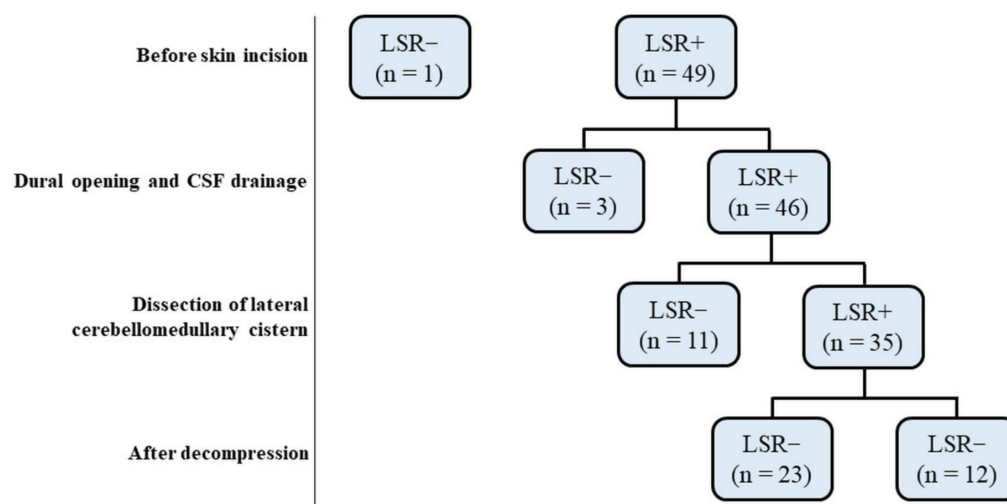 Before skin incision
LSR−
(n = 1)
LSR+
(n = 49)
Dural opening and CSF drainage
LSR−
(n = 3)
LSR+
(n = 46)
Dissection of lateral
cerebellomedullary cistern
LSR−
(n = 11)
LSR+
(n = 35)
After decompression
LSR−
(n = 23)
LSR−
(n = 12)